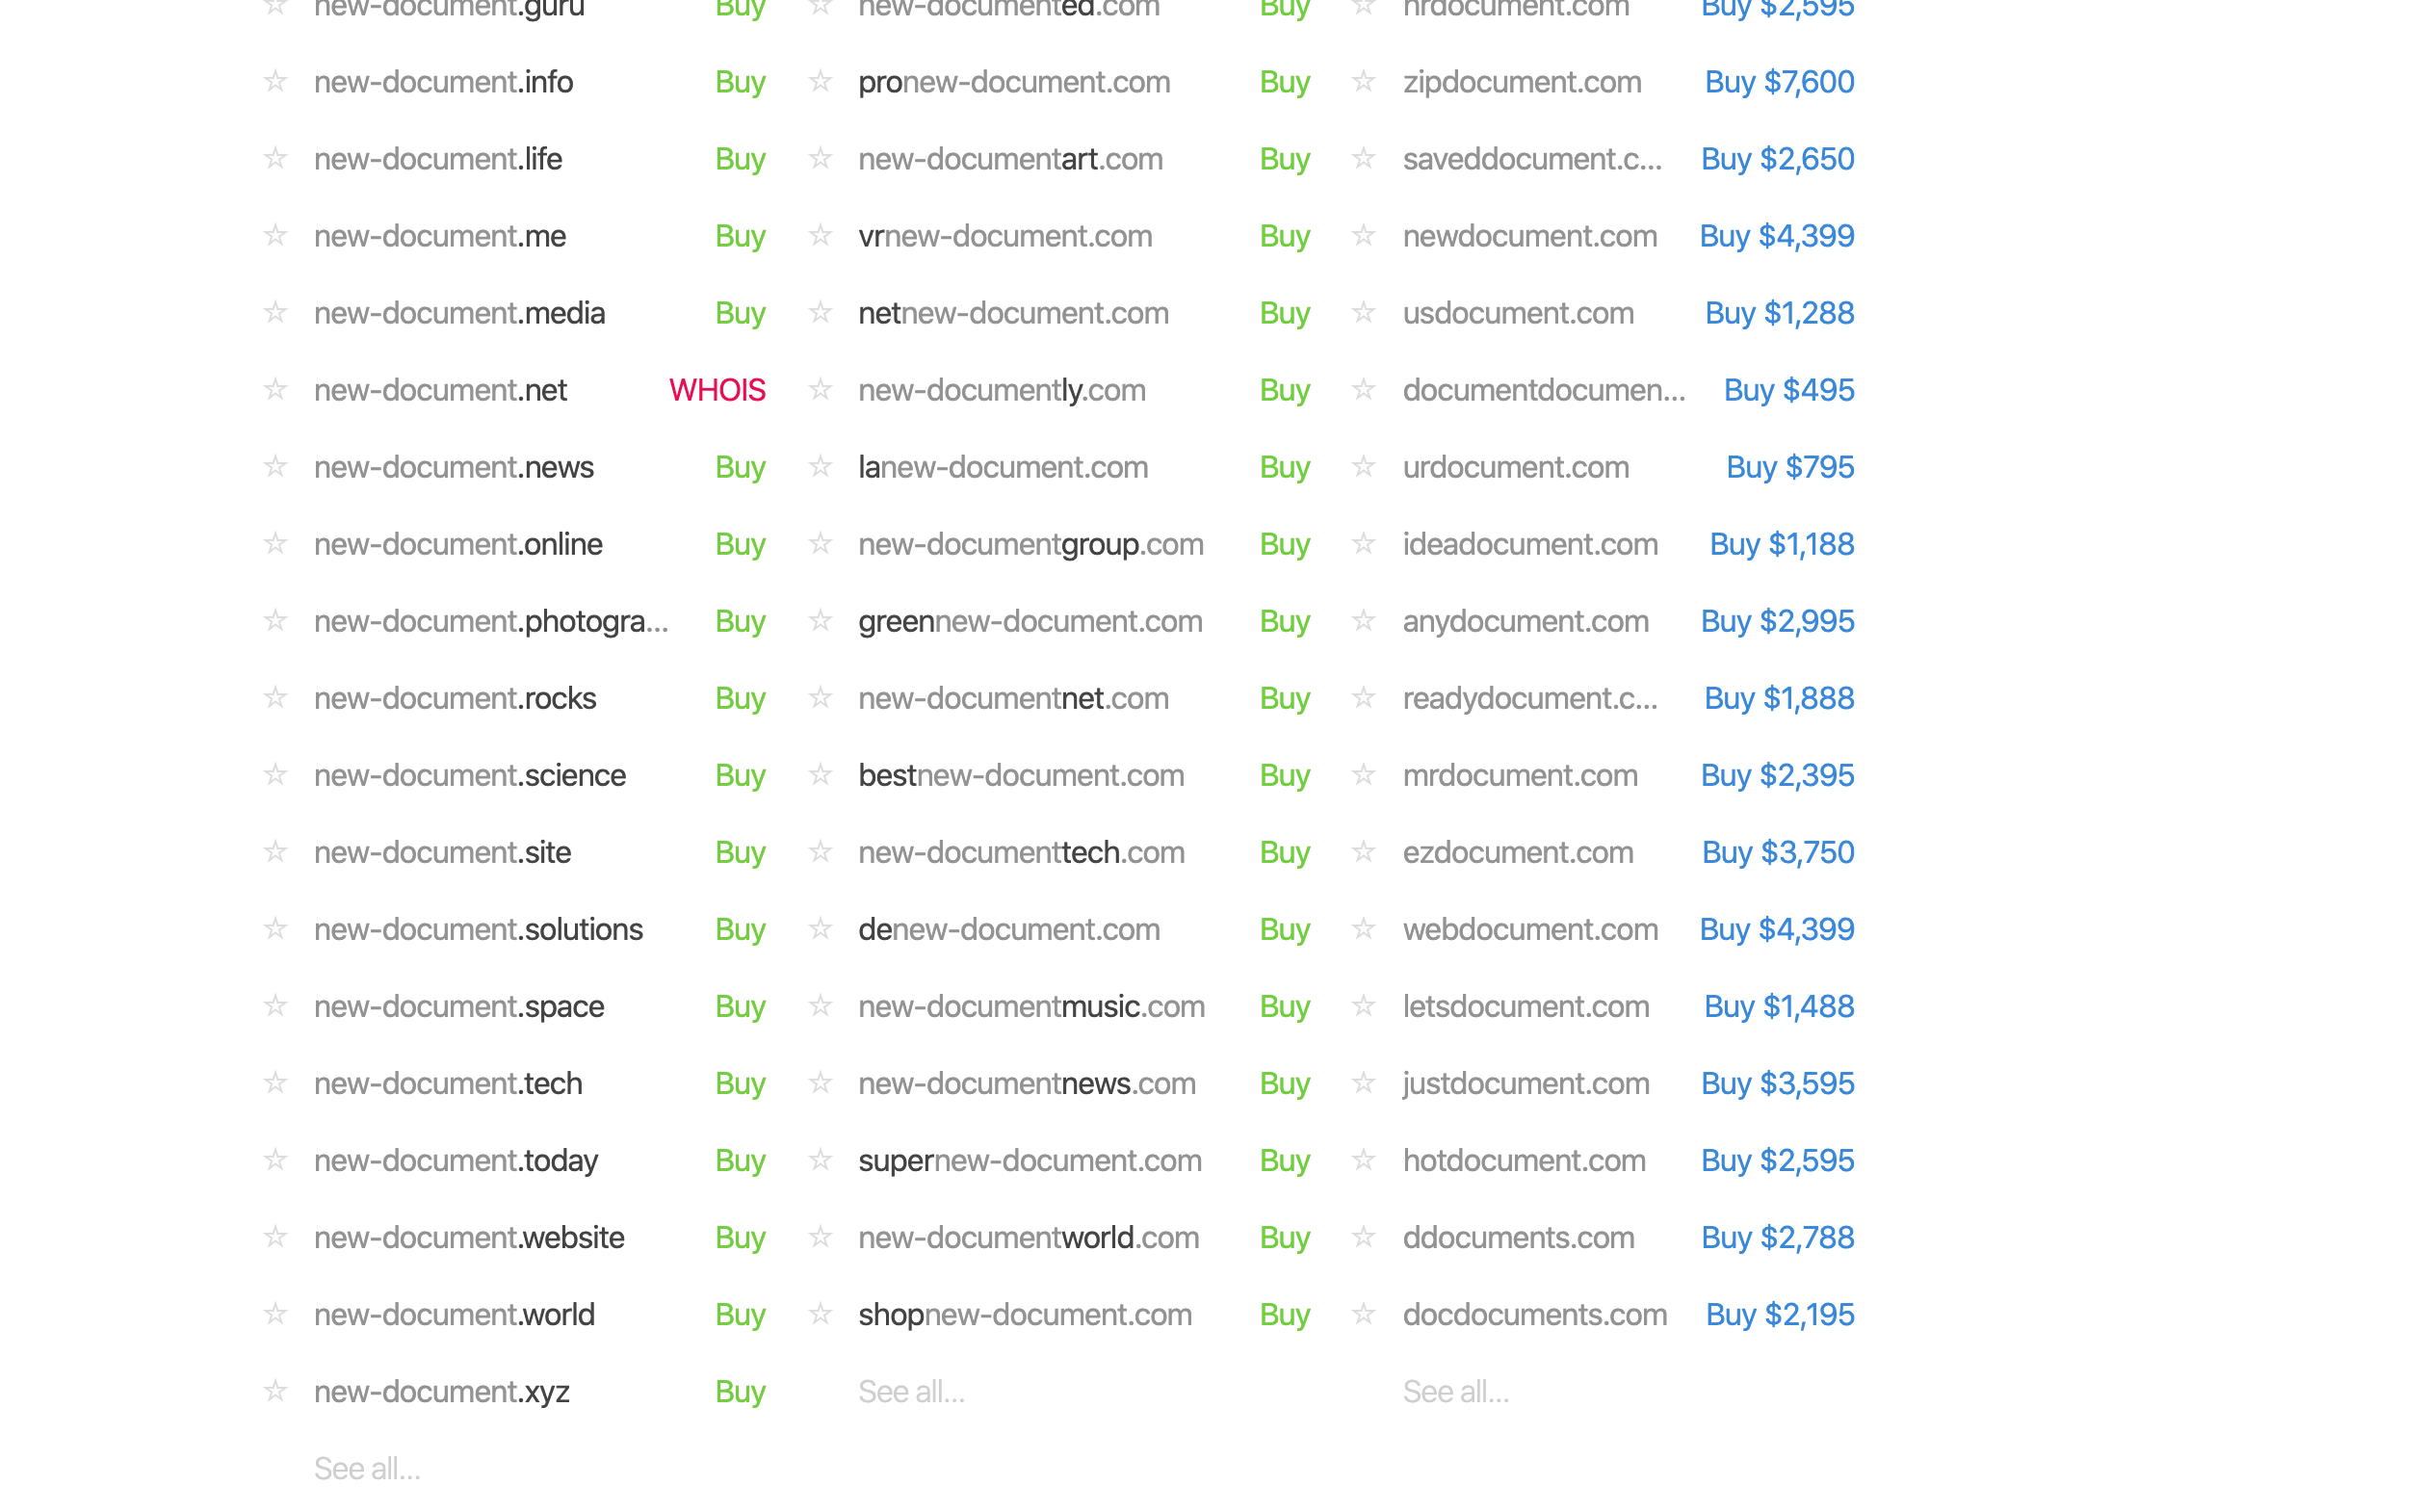 new-document.guru Buy
new-document.info Buy
new-document.life Buy
new-document.me Buy
new-document.media Buy
new-document.net WHOIS
new-document.news Buy
new-document.online Buy
new-document.photogra... Buy
new-document.rocks Buy
new-document.science Buy
new-document.site Buy
new-document.solutions Buy
new-document.space Buy
new-document.tech Buy
new-document.today Buy
new-document.website Buy
new-document.world Buy
new-document.xyz Buy
See all...
new-documented.com Buy
pronew-document.com Buy
new-documentart.com Buy
vrnew-document.com Buy
netnew-document.com Buy
new-documently.com Buy
lanew-document.com Buy
new-documentgroup.com Buy
greennew-document.com Buy
new-documentnet.com Buy
bestnew-document.com Buy
new-documenttech.com Buy
denew-document.com Buy
new-documentmusic.com Buy
new-documentnews.com Buy
supernew-document.com Buy
new-documentworld.com Buy
shopnew-document.com Buy
See all...
Buy $2,595
zipdocument.com Buy $7,600
saveddocument.c... Buy $2,650
newdocument.com Buy $4,399
usdocument.com Buy $1,288
documentdocumen... Buy $495
urdocument.com Buy $795
ideadocument.com Buy $1,188
anydocument.com Buy $2,995
readydocument.c... Buy $1,888
mrdocument.com Buy $2,395
ezdocument.com Buy $3,750
webdocument.com Buy $4,399
letsdocument.com Buy $1,488
justdocument.com Buy $3,595
hotdocument.com Buy $2,595
ddocuments.com Buy $2,788
docdocuments.com Buy $2,195
See all...